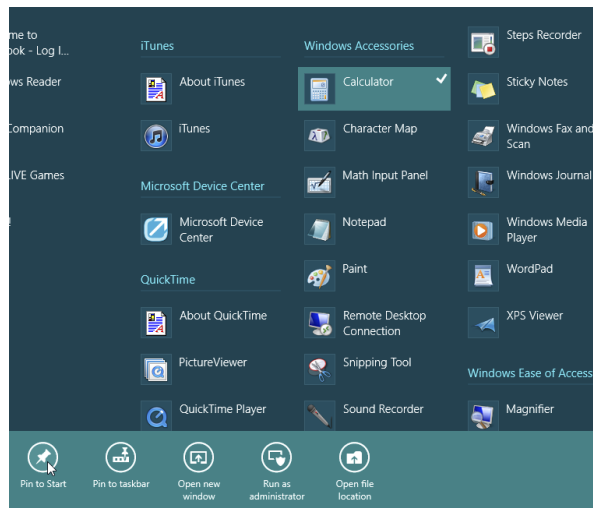 me to
ook - Log I...
ws Reader
Companion
LIVE Games
!
iTunes
About iTunes
iTunes
Microsoft Device Center
Microsoft Device
Center
QuickTime
About QuickTime
PictureViewer
QuickTime Player
Windows Accessories
Calculator
Character Map
Math Input Panel
Notepad
Paint
Remote Desktop
Connection
Snipping Tool
Sound Recorder
Steps Recorder
Sticky Notes
Windows Fax and
Scan
Windows Journal
Windows Media
Player
WordPad
XPS Viewer
Windows Ease of Access
Magnifier
Pin to Start
Pin to taskbar
Open new
window
Run as
administrator
Open file
location